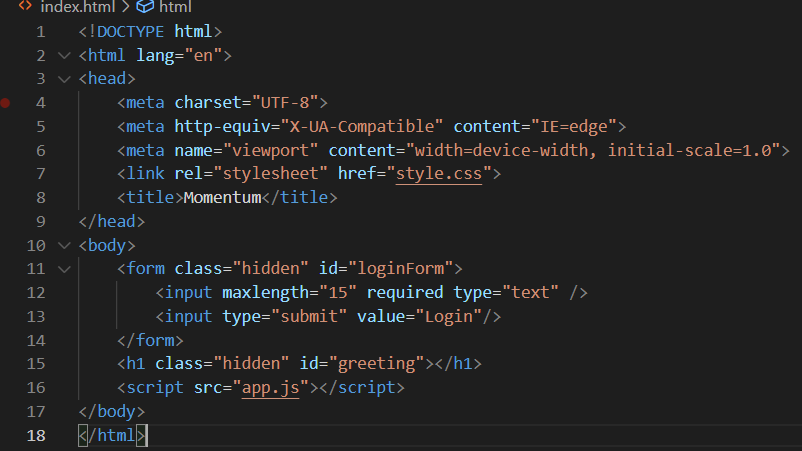 index.html > html
1 <!DOCTYPE html>
2 <html lang="en">
3 <head>
4     <meta charset="UTF-8">
5     <meta http-equiv="X-UA-Compatible" content="IE=edge">
6     <meta name="viewport" content="width=device-width, initial-scale=1.0">
7     <link rel="stylesheet" href="style.css">
8     <title>Momentum</title>
9 </head>
10 <body>
11     <form class="hidden" id="loginForm">
12         <input maxlength="15" required type="text" />
13         <input type="submit" value="Login"/>
14     </form>
15     <h1 class="hidden" id="greeting"></h1>
16     <script src="app.js"></script>
17 </body>
18 </html>